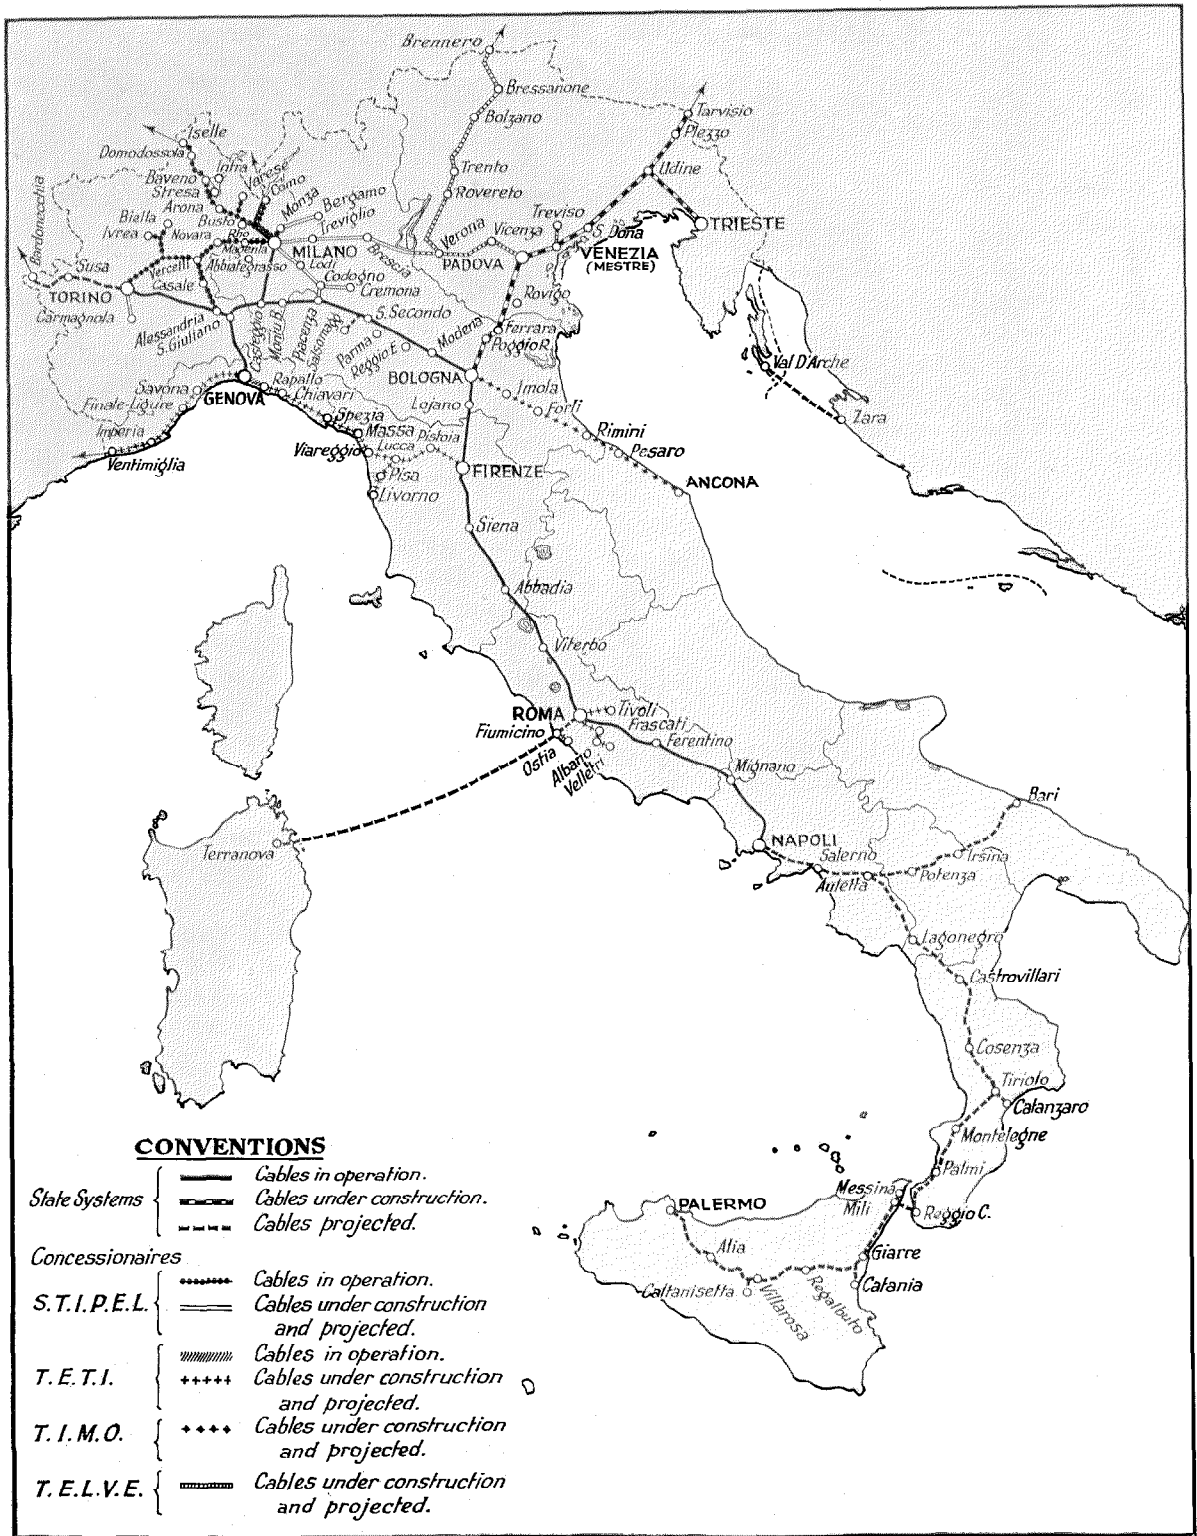 Brennero
Bressanone
Bolzano
Trento
Rovereto
Verona
Vicenza
PADOVA
Tarvisio
Plezzo
Udine
TRIESTE
Treviso
S. Dona
VENEZIA
(MESTRE)
Rovigo
Ferrara
Poggio R.
Iselle
Domodossola
Intra
Baveno
Stresa
Arona
Varese
Como
Busto
Monza
Bergamo
Treviglio
Biella
Ivrea
Novara
Rho
Magenta
MILANO
Brescia
Bardonecchia
Susa
TORINO
Carmagnola
Vercelli
Casale
Abbiategrasso
Lodi
Codogno
Cremona
Alessandria
S. Giuliano
Casteggio
Piacenza
S. Secondo
Parma
Reggio E.
Modena
BOLOGNA
Imola
Forli
Rimini
Pesaro
ANCONA
Val D'Arche
Zara
Savona
Finale-Ligure
Imperia
Ventimiglia
GENOVA
Rapallo
Chiavari
Spezia
Massa
Viareggio
Lucca
Pistoia
Pisa
Livorno
Lojano
FIRENZE
Siena
Abbadia
Viterbo
ROMA
Tivoli
Fiumicino
Frascati
Ostia
Albano
Velletri
Ferentino
Mignano
Terranova
NAPOLI
Salerno
Auletta
Potenza
Irsina
Bari
Lagonegro
Castrovillari
Cosenza
Tiriolo
Catanzaro
Monteleone
Palmi
Messina
Mili
Reggio C.
PALERMO
Alia
Giarre
Catania
Caltanisetta
Villarosa
Regalbuto
CONVENTIONS
State Systems
Cables in operation.
Cables under construction.
Cables projected.
Concessionaires
S.T.I.P.E.L.
Cables in operation.
Cables under construction
and projected.
T.E.T.I.
Cables in operation.
Cables under construction
and projected.
T.I.M.O.
Cables under construction
and projected.
T.E.L.V.E.
Cables under construction
and projected.